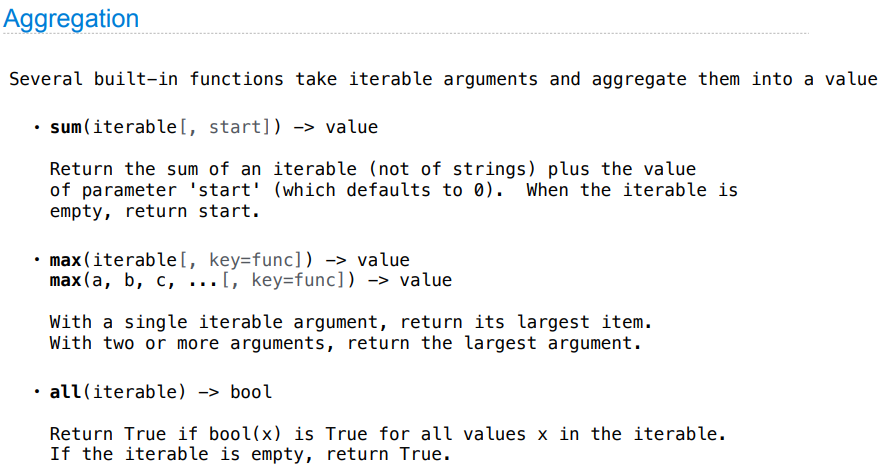 Aggregation
Several built-in functions take iterable arguments and aggregate them into a value
• sum(iterable[, start]) -> value
Return the sum of an iterable (not of strings) plus the value
of parameter 'start' (which defaults to 0).  When the iterable is
empty, return start.
• max(iterable[, key=func]) -> value
max(a, b, c, ...[, key=func]) -> value
With a single iterable argument, return its largest item.
With two or more arguments, return the largest argument.
• all(iterable) -> bool
Return True if bool(x) is True for all values x in the iterable.
If the iterable is empty, return True.